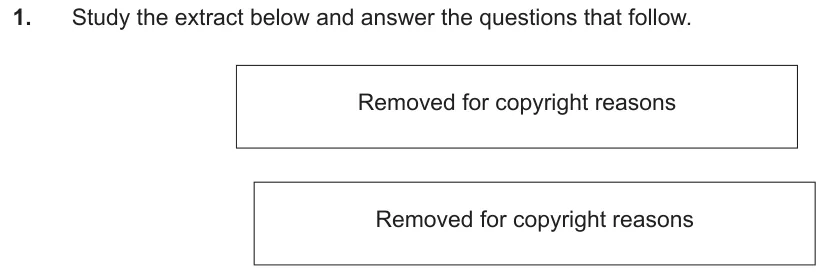 1. Study the extract below and answer the questions that follow.
Removed for copyright reasons
Removed for copyright reasons